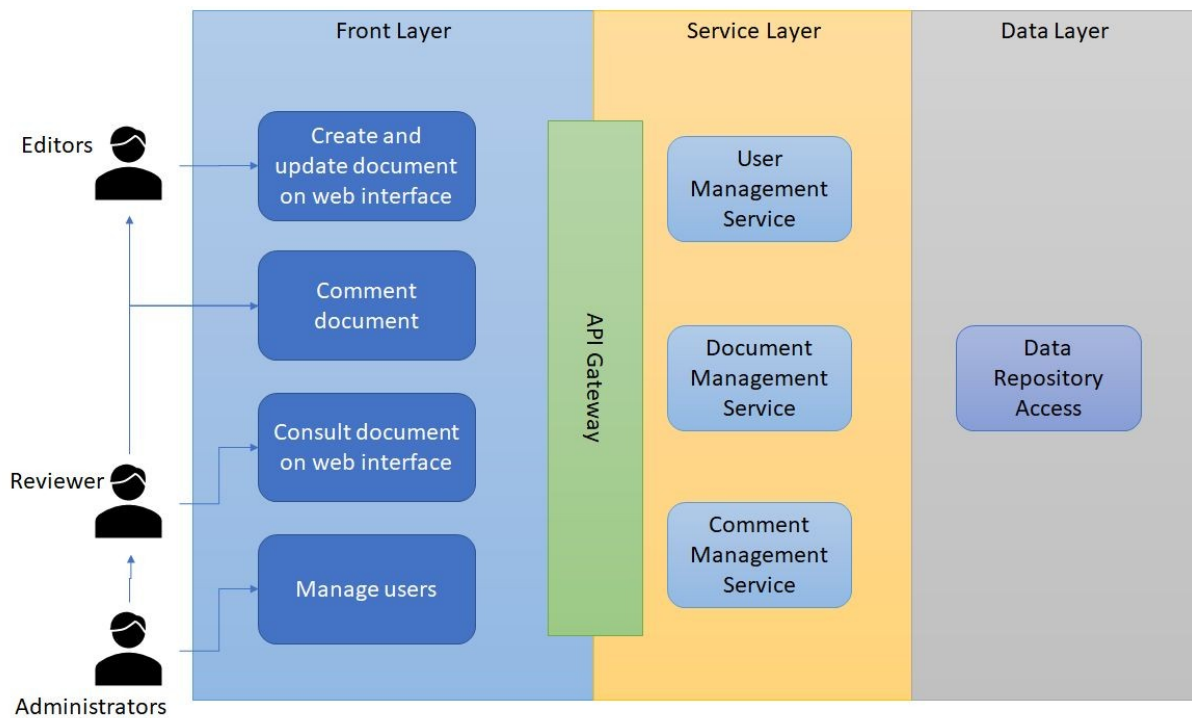 Front Layer
Service Layer
Data Layer
Editors
Create and
update document
on web interface
Comment
document
Reviewer
Consult document
on web interface
Manage users
Administrators
API Gateway
User
Management
Service
Document
Management
Service
Comment
Management
Service
Data
Repository
Access